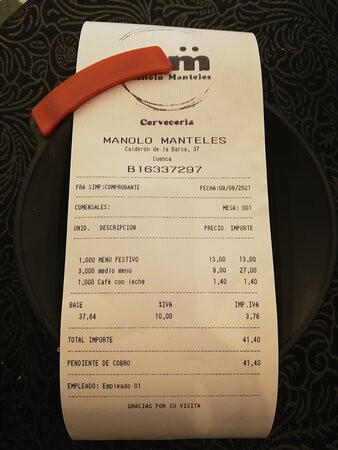 m̈
Manolo Manteles
Cerveceria
MANOLO MANTELES
Calderón de la Barca, 37
Cuenca
B16337297
FRA SIMP:COMPROBANTE FECHA:08/08/2021
COMENSALES: MESA: 001
UNID. DESCRIPCION PRECIO IMPORTE
1,000 MENU FESTIVO 13,00 13,00
3,000 medio menu 9,00 27,00
1,000 Café con leche 1,40 1,40
BASE %IVA IMP.IVA
37,64 10,00 3,76
TOTAL IMPORTE 41,40
PENDIENTE DE COBRO 41,40
EMPLEADO: Empleado 01
GRACIAS POR SU VISITA